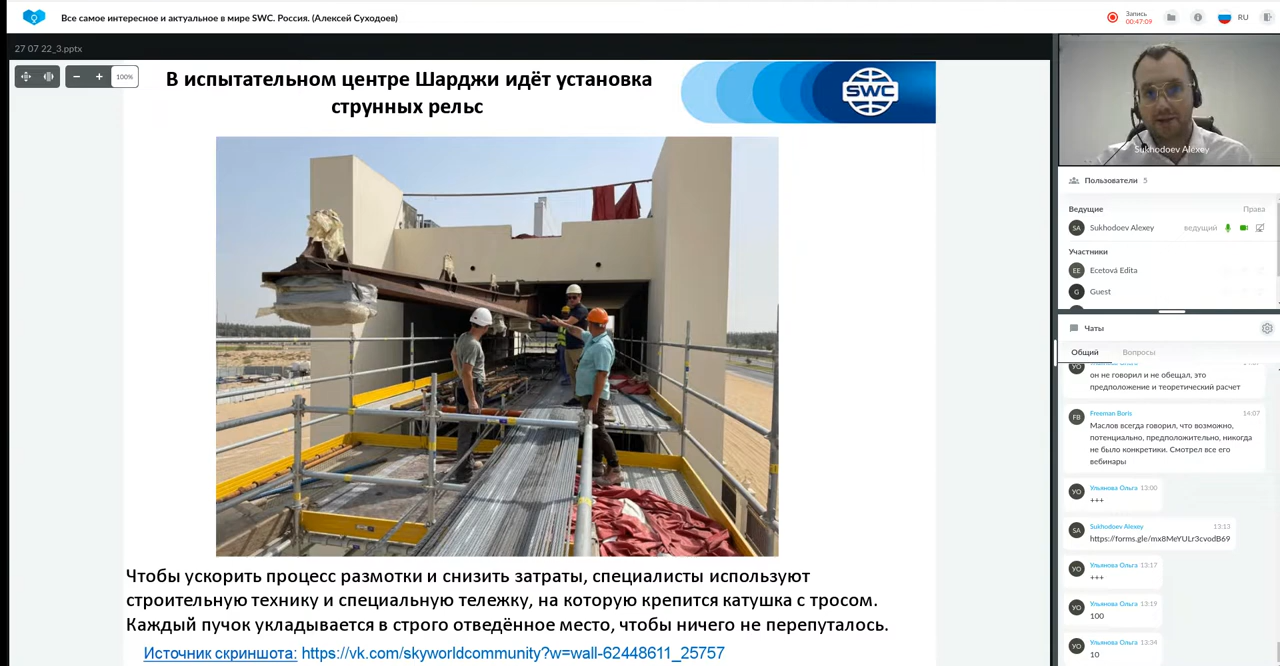 Все самое интересное и актуальное в мире SWC. Россия. (Алексей Суходоев)
Запись
00:47:09
RU
27 07 22_3.pptx
100%
В испытательном центре Шарджи идёт установка
струнных рельс
SWC
Чтобы ускорить процесс размотки и снизить затраты, специалисты используют
строительную технику и специальную тележку, на которую крепится катушка с тросом.
Каждый пучок укладывается в строго отведённое место, чтобы ничего не перепуталось.
Источник скриншота: https://vk.com/skyworldcommunity?w=wall-62448611_25757
Sukhodoev Alexey
Пользователи 5
Ведущие Права
SA Sukhodoev Alexey ведущий
Участники
EE Ecetová Edita
G Guest
Чаты
Общий Вопросы
УО
он не говорил и не обещал, это
предположение и теоретический расчет
FB Freeman Boris 14:07
Маслов всегда говорил, что возможно,
потенциально, предположительно, никогда
не было конкретики. Смотрел все его
вебинары
УО Ульянова Ольга 13:00
+++
SA Sukhodoev Alexey 13:13
https://forms.gle/mx8MeYULr3cvodB69
УО Ульянова Ольга 13:17
+++
УО Ульянова Ольга 13:19
100
УО Ульянова Ольга 13:34
10